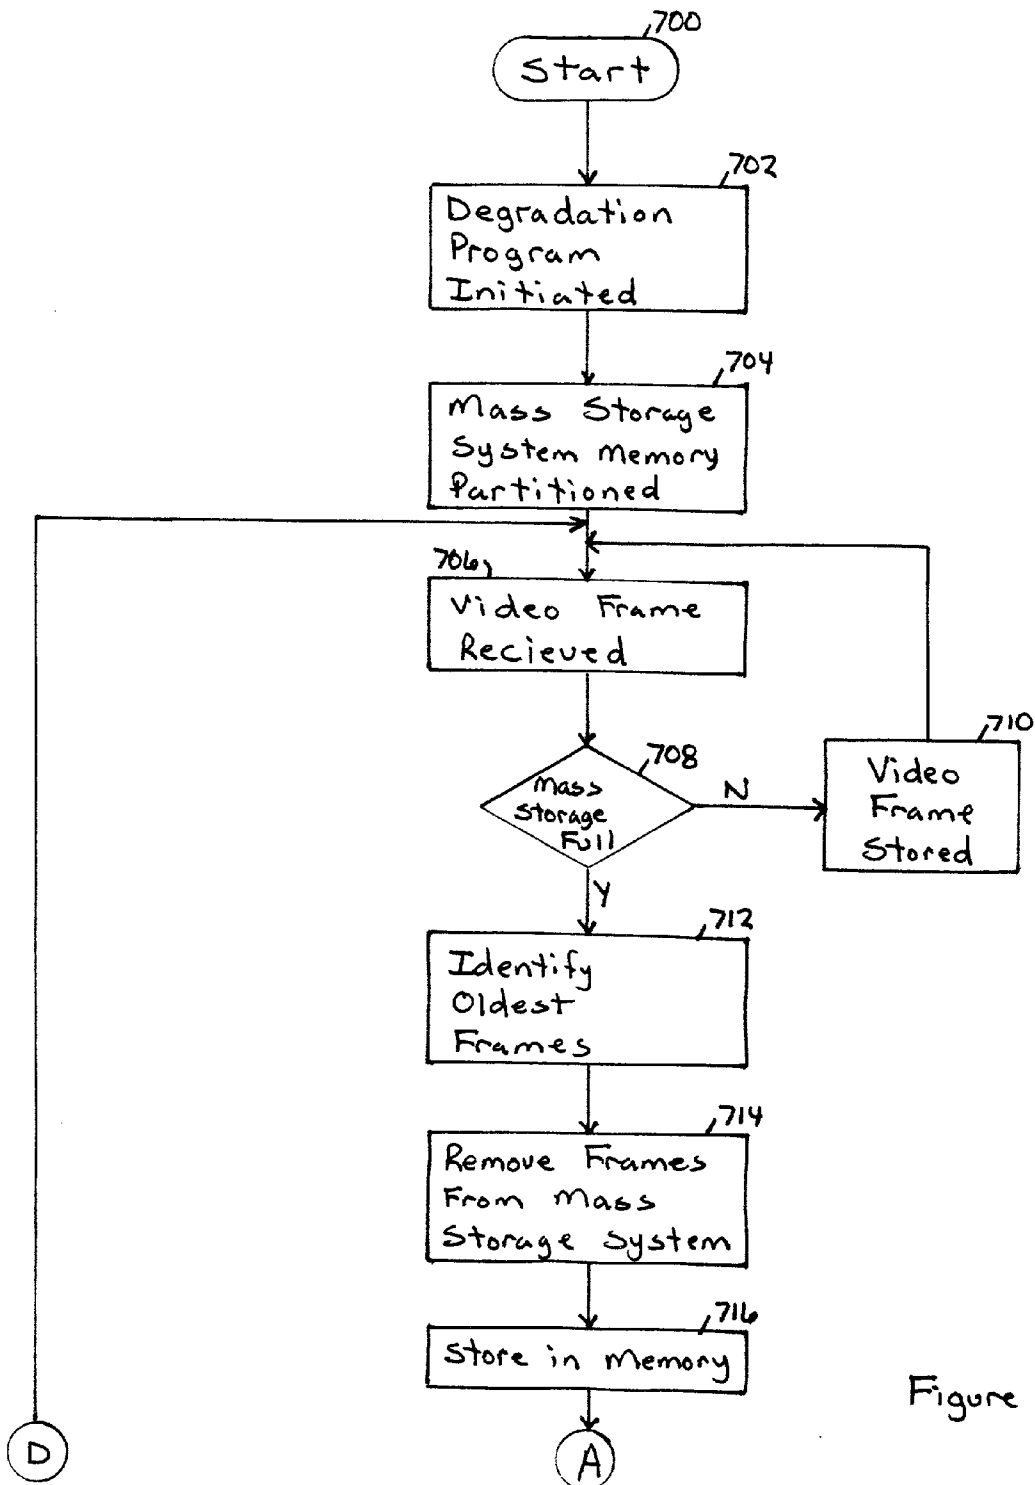 700
Start
702
Degradation
Program
Initiated
704
Mass Storage
System Memory
Partitioned
706
Video Frame
Recieved
708
Mass
Storage
Full
N
710
Video
Frame
Stored
Y
712
Identify
Oldest
Frames
714
Remove Frames
From Mass
Storage System
716
Store in Memory
Figure
D
A